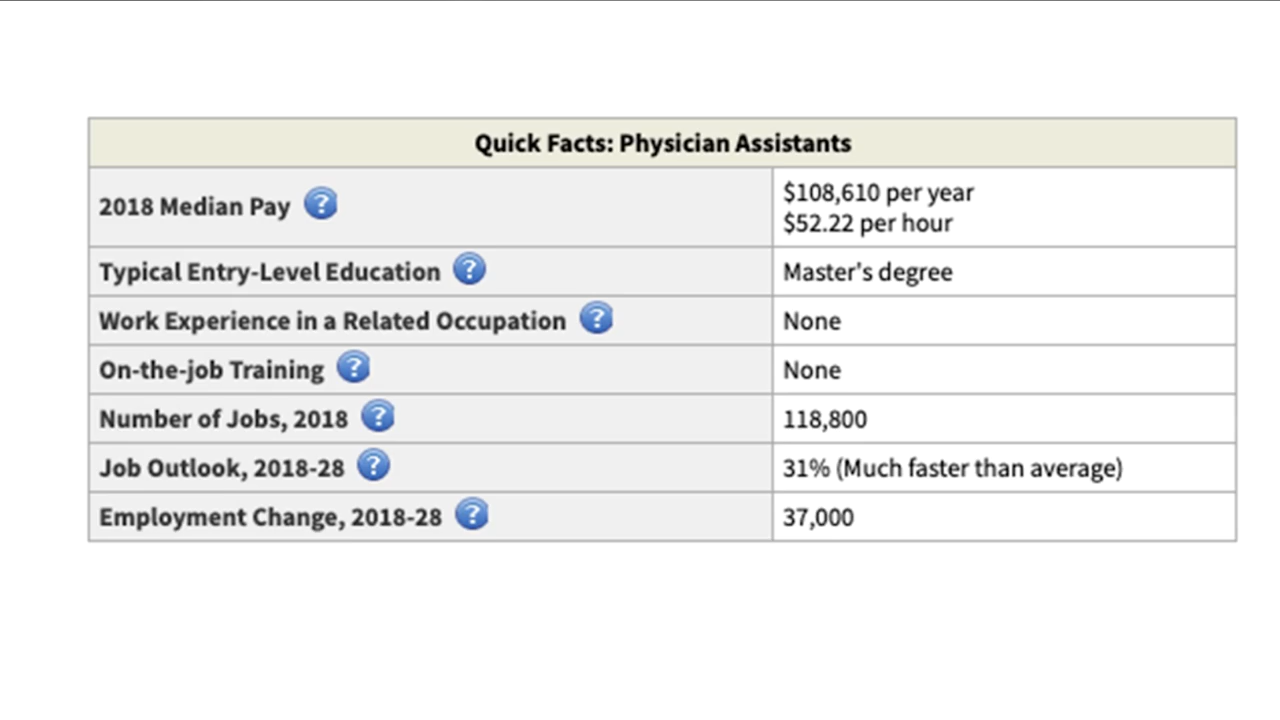 Quick Facts: Physician Assistants
2018 Median Pay ?
$108,610 per year
$52.22 per hour
Typical Entry-Level Education ?
Master's degree
Work Experience in a Related Occupation ?
None
On-the-job Training ?
None
Number of Jobs, 2018 ?
118,800
Job Outlook, 2018-28 ?
31% (Much faster than average)
Employment Change, 2018-28 ?
37,000